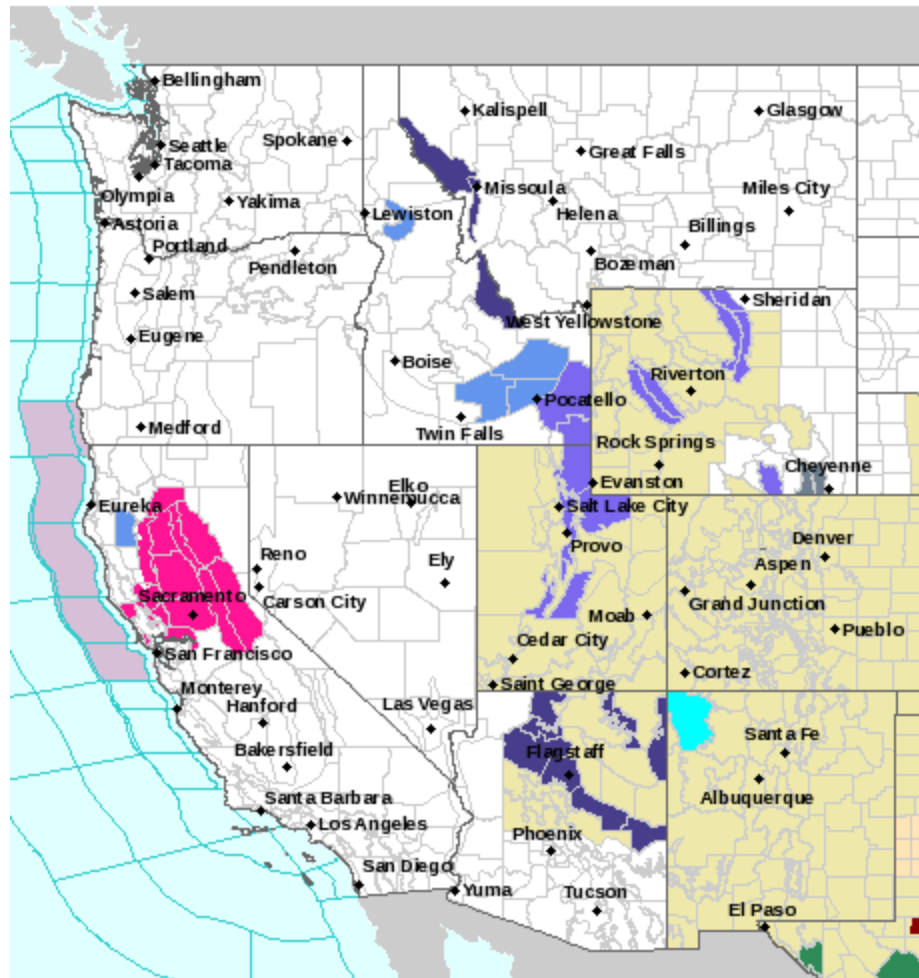 Bellingham
Kalispell
Glasgow
Seattle
Spokane
Great Falls
Tacoma
Missoula
Miles City
Olympia
Yakima
Helena
Lewiston
Astoria
Billings
Portland
Pendleton
Bozeman
Salem
Sheridan
West Yellowstone
Eugene
Boise
Riverton
Pocatello
Medford
Twin Falls
Rock Springs
Cheyenne
Elko
Evanston
Winnemucca
Eureka
Salt Lake City
Denver
Provo
Reno
Ely
Aspen
Sacramento
Carson City
Grand Junction
Moab
Pueblo
Cedar City
San Francisco
Cortez
Saint George
Monterey
Hanford
Las Vegas
Santa Fe
Bakersfield
Flagstaff
Albuquerque
Santa Barbara
Los Angeles
Phoenix
San Diego
Yuma
Tucson
El Paso